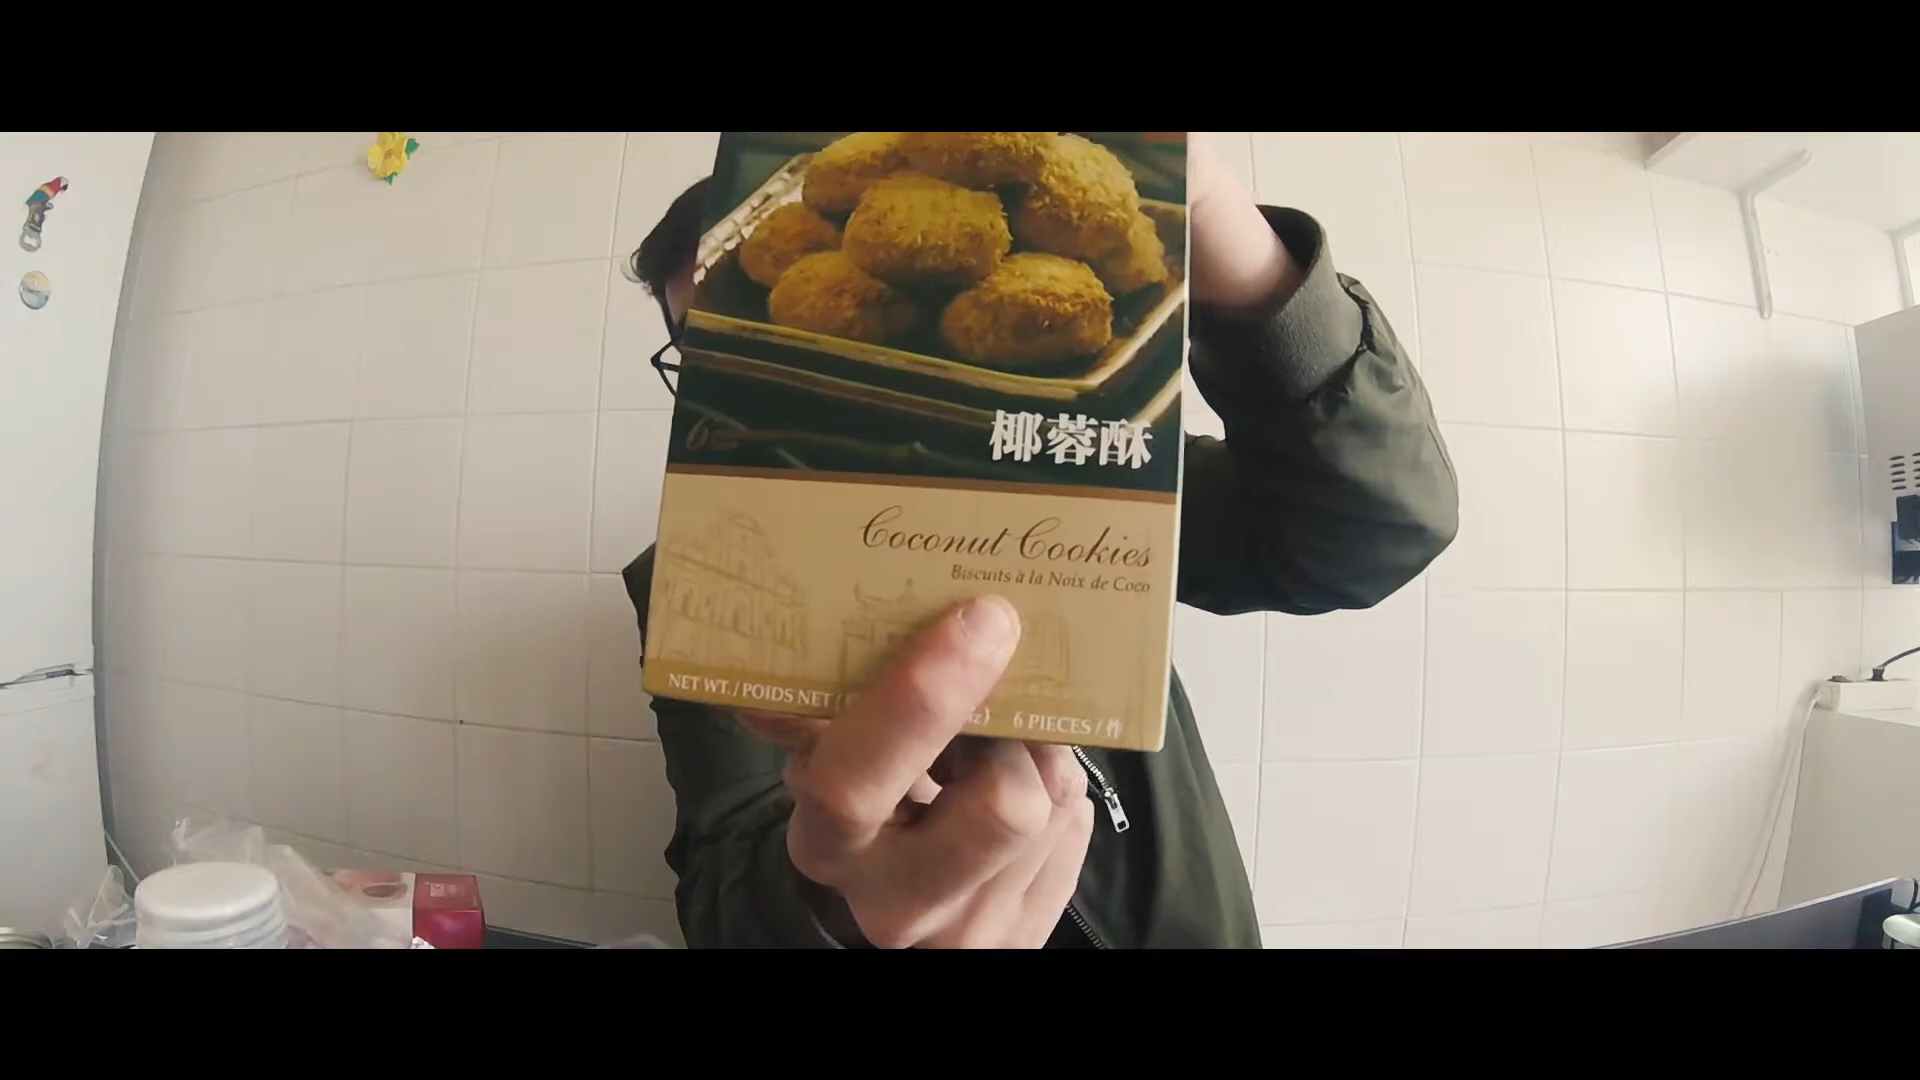 椰蓉酥
Coconut Cookies
Biscuits à la Noix de Coco
NET WT. / POIDS NET /
6 PIECES / 件